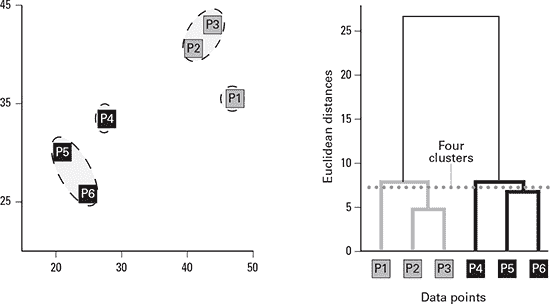 45
35
25
20 30 40 50
P3
P2
P1
P4
P5
P6
Euclidean distances
25
20
15
10
5
0
Four
clusters
P1 P2 P3 P4 P5 P6
Data points